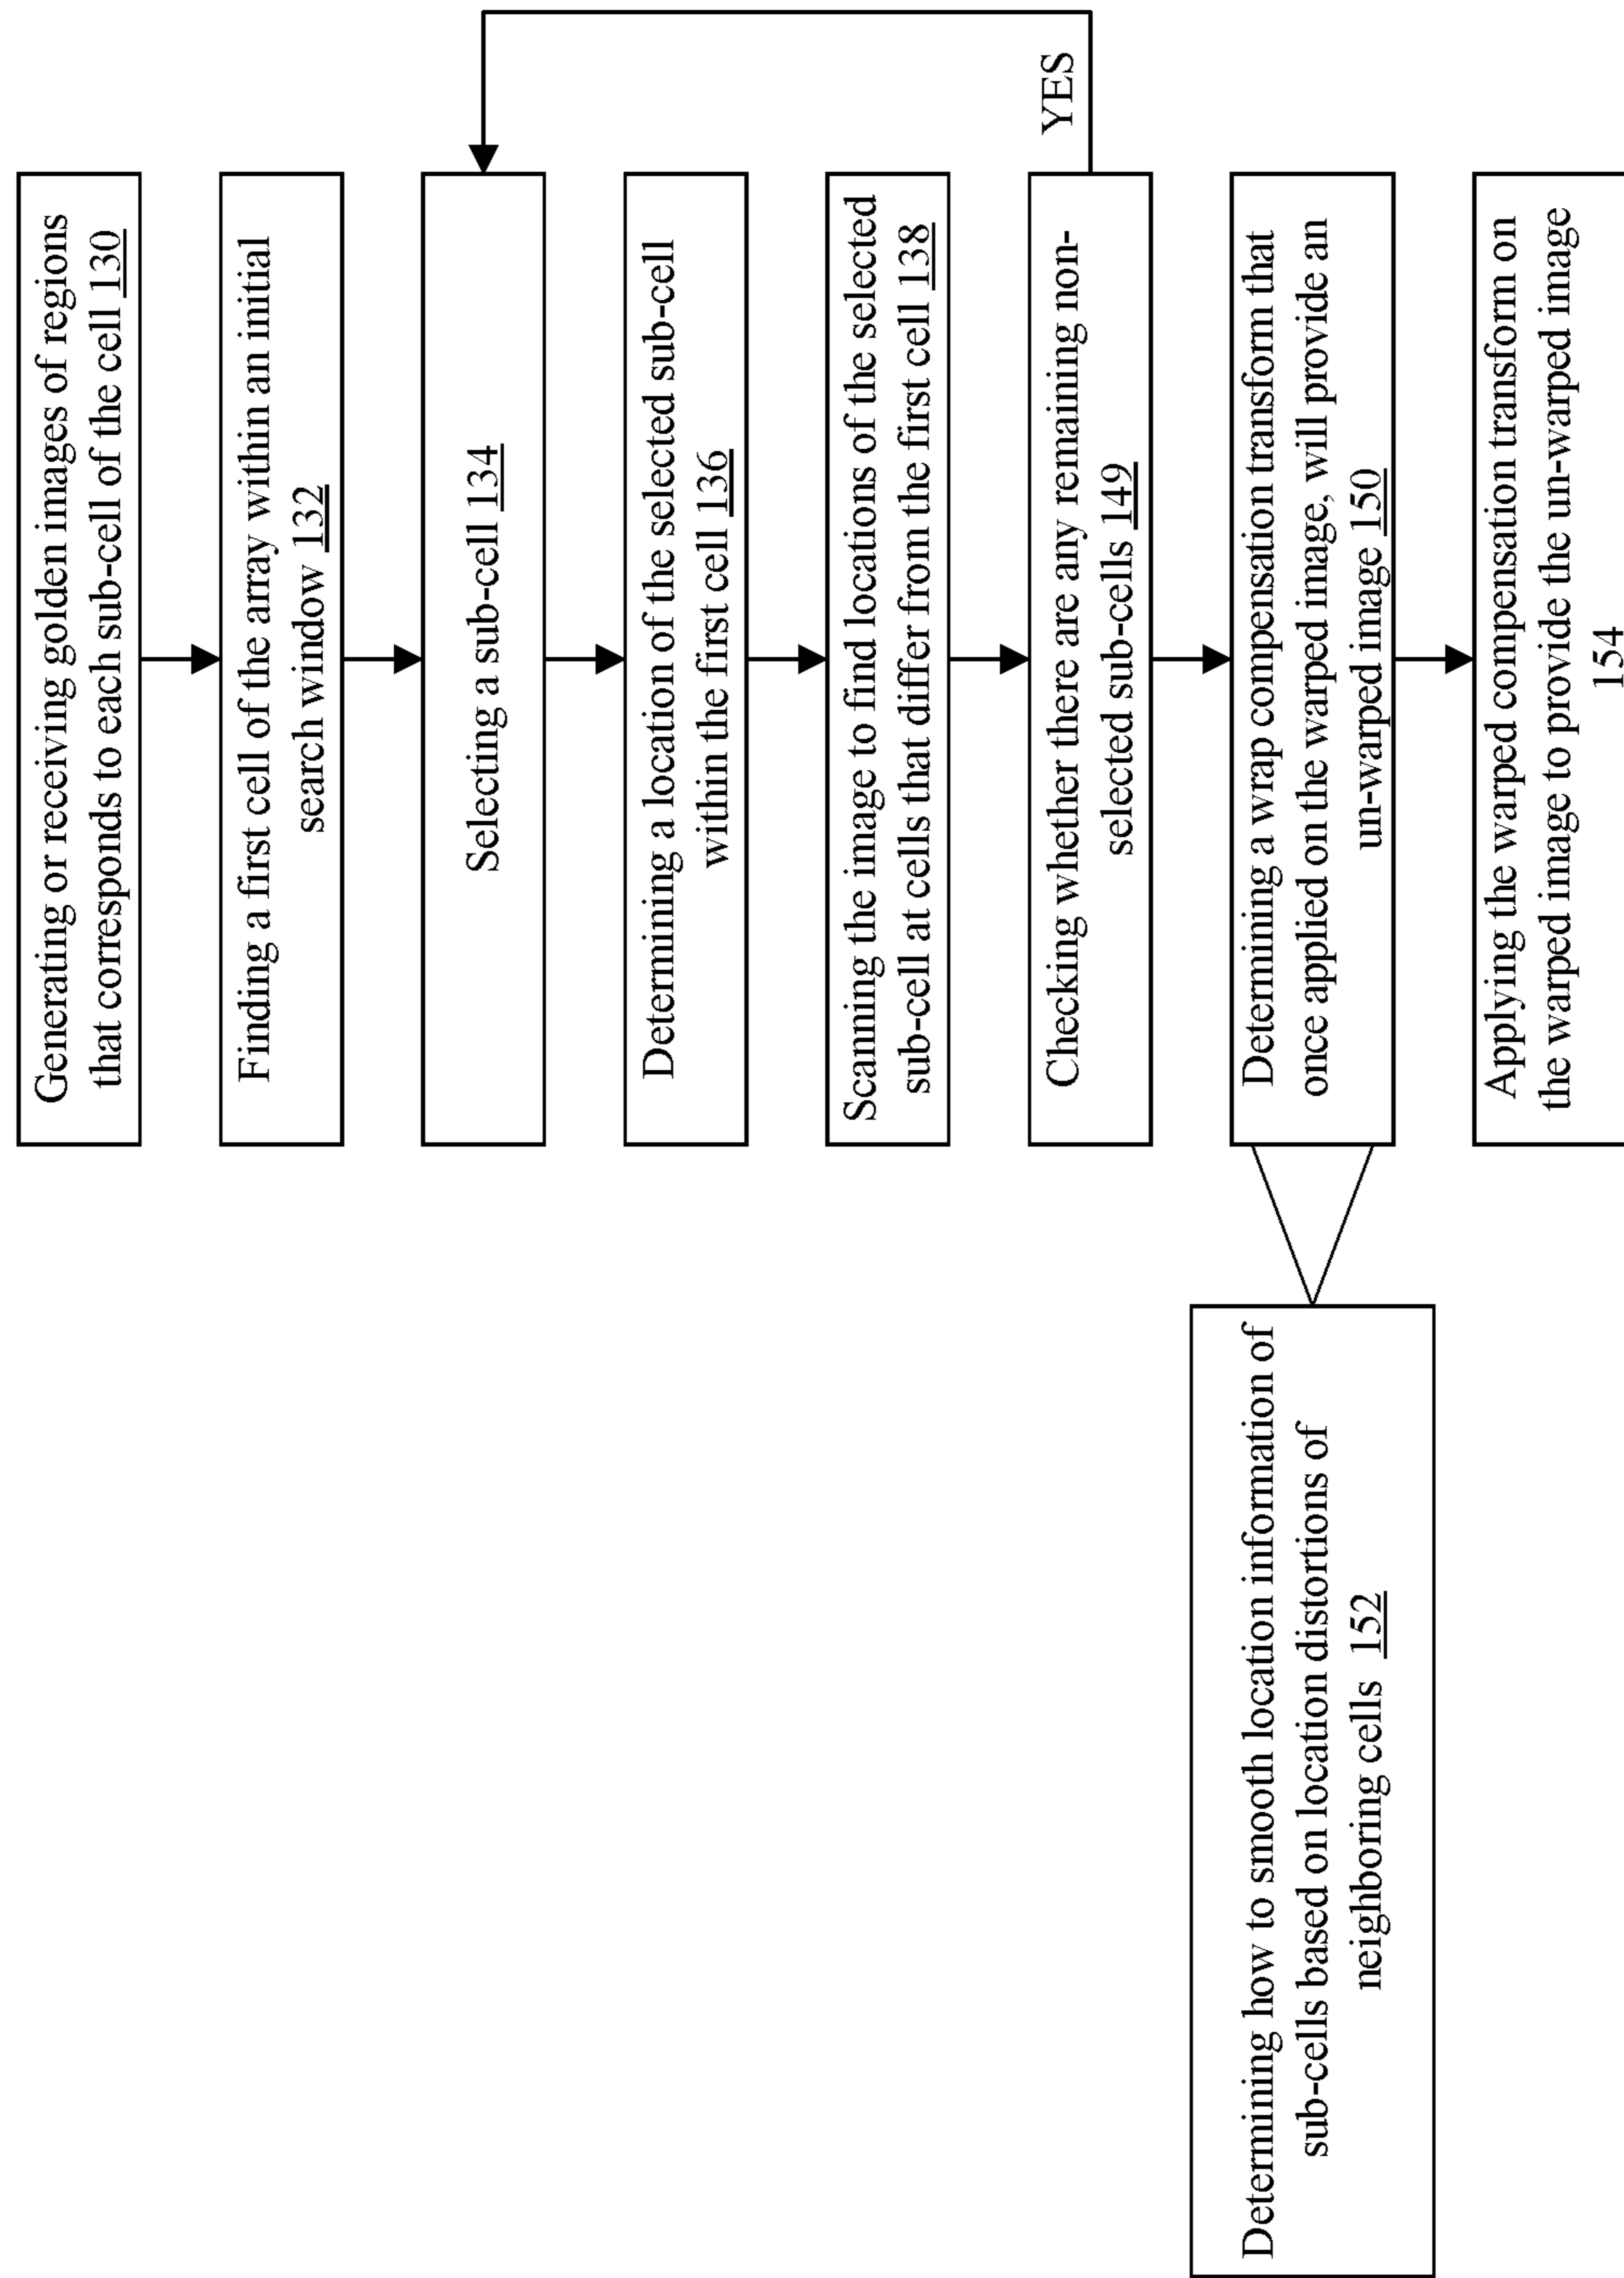 Generating or receiving golden images of regions
that corresponds to each sub-cell of the cell 130
Finding a first cell of the array within an initial
search window 132
Selecting a sub-cell 134
Determining a location of the selected sub-cell
within the first cell 136
Scanning the image to find locations of the selected
sub-cell at cells that differ from the first cell 138
Checking whether there are any remaining non-
selected sub-cells 149
YES
Determining a wrap compensation transform that
once applied on the warped image, will provide an
un-warped image 150
Determining how to smooth location information of
sub-cells based on location distortions of
neighboring cells 152
Applying the warped compensation transform on
the warped image to provide the un-warped image
154